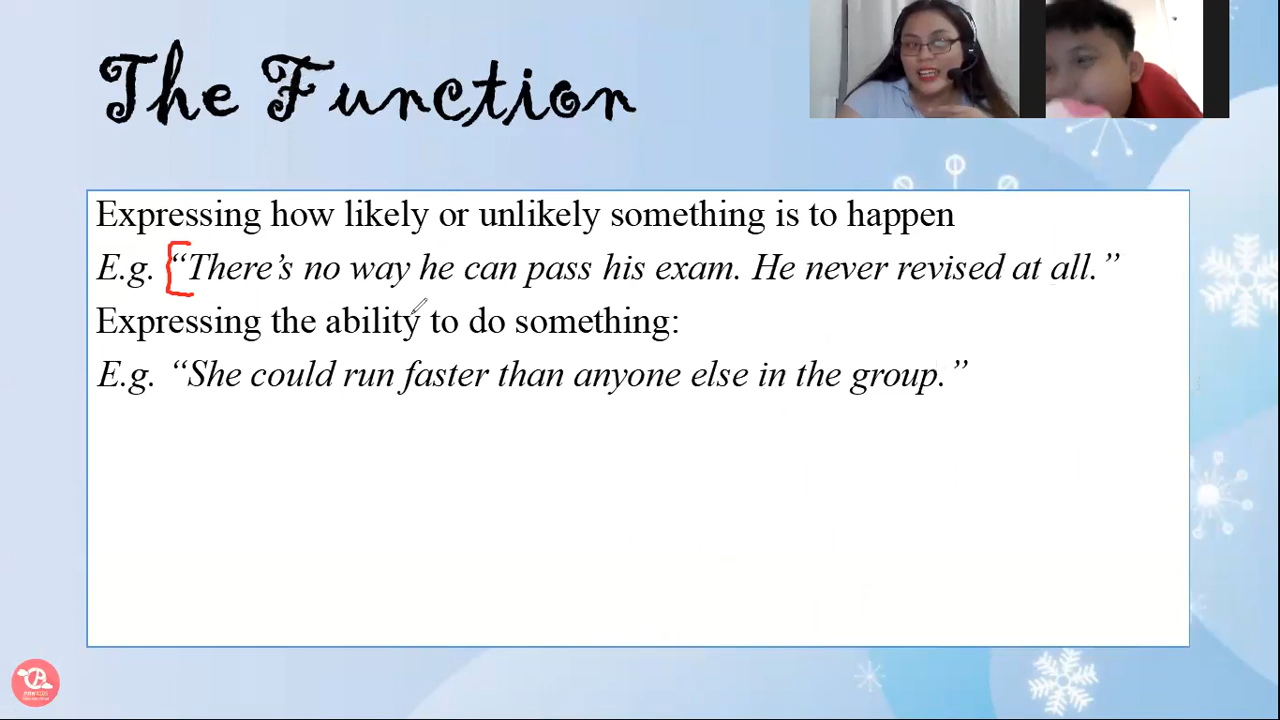 The Function
Expressing how likely or unlikely something is to happen
E.g. “There’s no way he can pass his exam. He never revised at all.”
Expressing the ability to do something:
E.g. “She could run faster than anyone else in the group.”